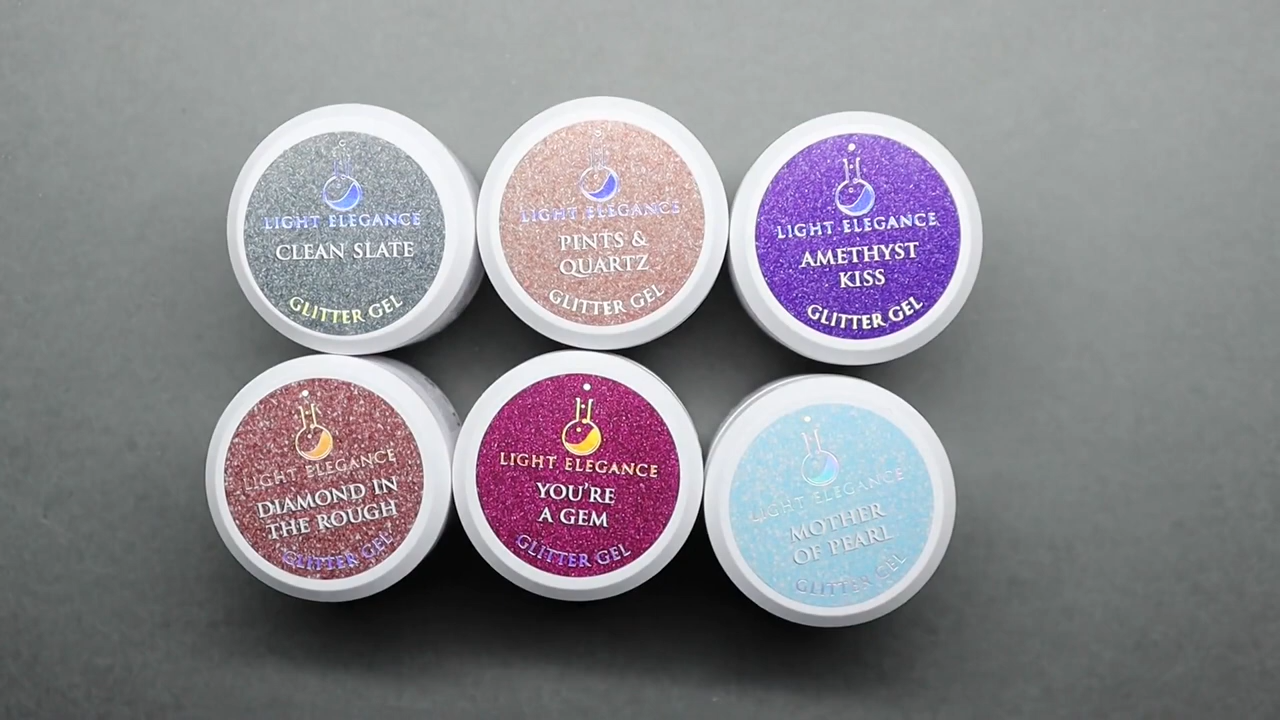 LIGHT ELEGANCE
CLEAN SLATE
GLITTER GEL
LIGHT ELEGANCE
PINTS &
QUARTZ
GLITTER GEL
LIGHT ELEGANCE
AMETHYST
KISS
GLITTER GEL
LIGHT ELEGANCE
DIAMOND IN
THE ROUGH
GLITTER GEL
LIGHT ELEGANCE
YOU'RE
A GEM
GLITTER GEL
LIGHT ELEGANCE
MOTHER
OF PEARL
GLITTER GEL